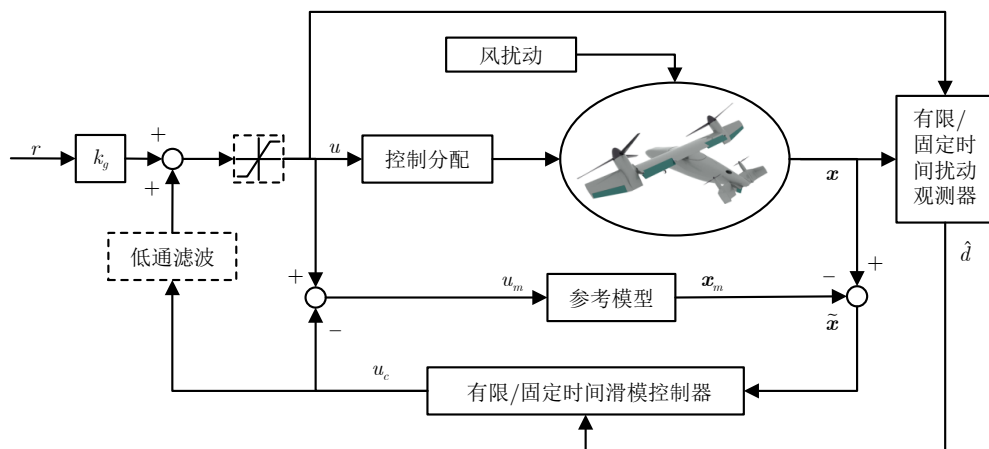 风扰动
有限/
固定时
间扰动
观测器
r
k_g
+
+
u
控制分配
x
低通滤波
+
−
u_m
参考模型
x_m
−
+
x̃
d̂
u_c
有限/固定时间滑模控制器